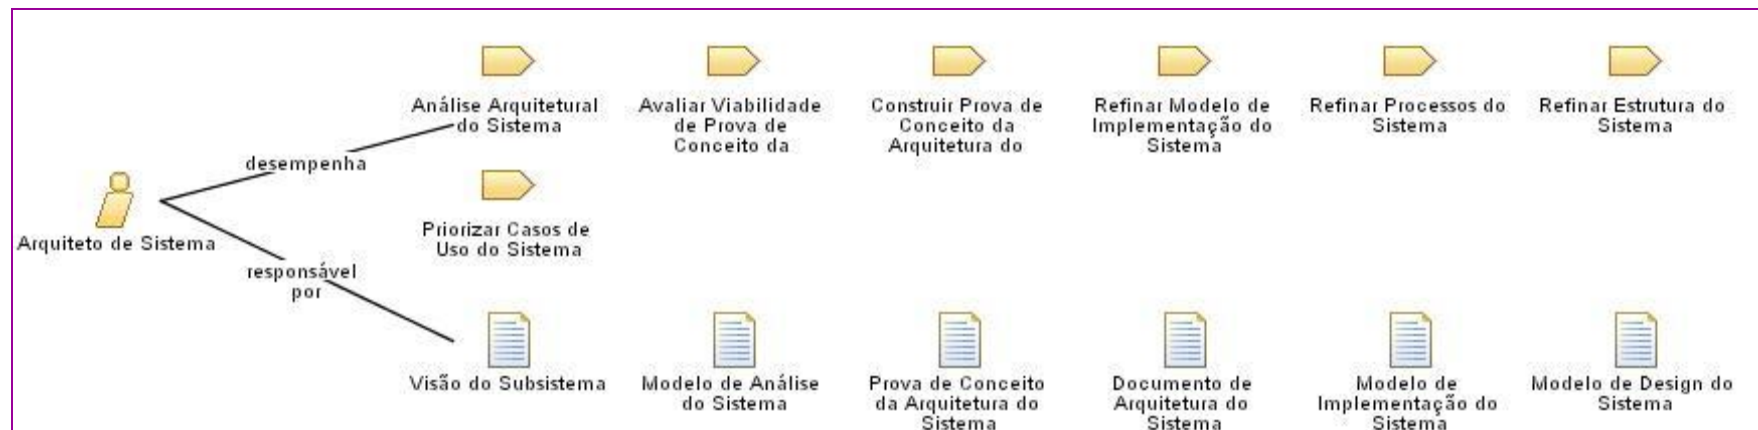 Análise Arquitetural
do Sistema
Avaliar Viabilidade
de Prova de
Conceito da
Construir Prova de
Conceito da
Arquitetura do
Refinar Modelo de
Implementação do
Sistema
Refinar Processos do
Sistema
Refinar Estrutura do
Sistema
desempenha
Arquiteto de Sistema
Priorizar Casos de
Uso do Sistema
responsável
por
Visão do Subsistema
Modelo de Análise
do Sistema
Prova de Conceito
da Arquitetura do
Sistema
Documento de
Arquitetura do
Sistema
Modelo de
Implementação do
Sistema
Modelo de Design do
Sistema